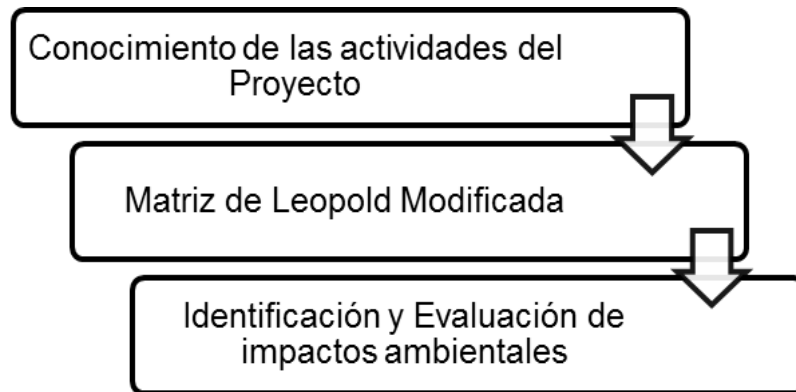 Conocimiento de las actividades del
Proyecto
Matriz de Leopold Modificada
Identificación y Evaluación de
impactos ambientales